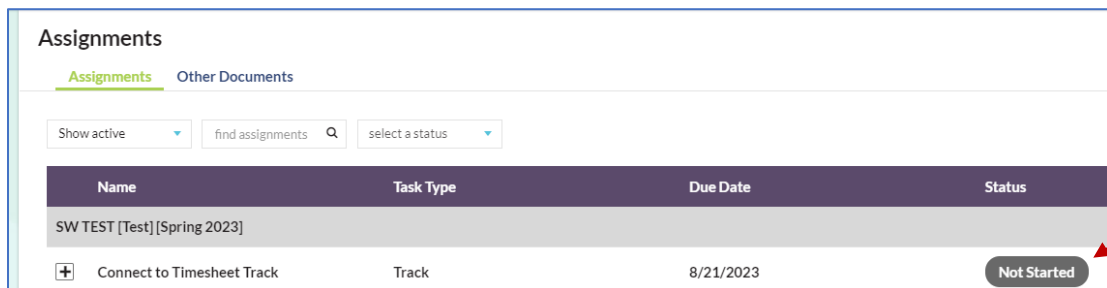 Assignments
Assignments Other Documents
Show active find assignments select a status
Name Task Type Due Date Status
SW TEST [Test] [Spring 2023]
Connect to Timesheet Track Track 8/21/2023 Not Started